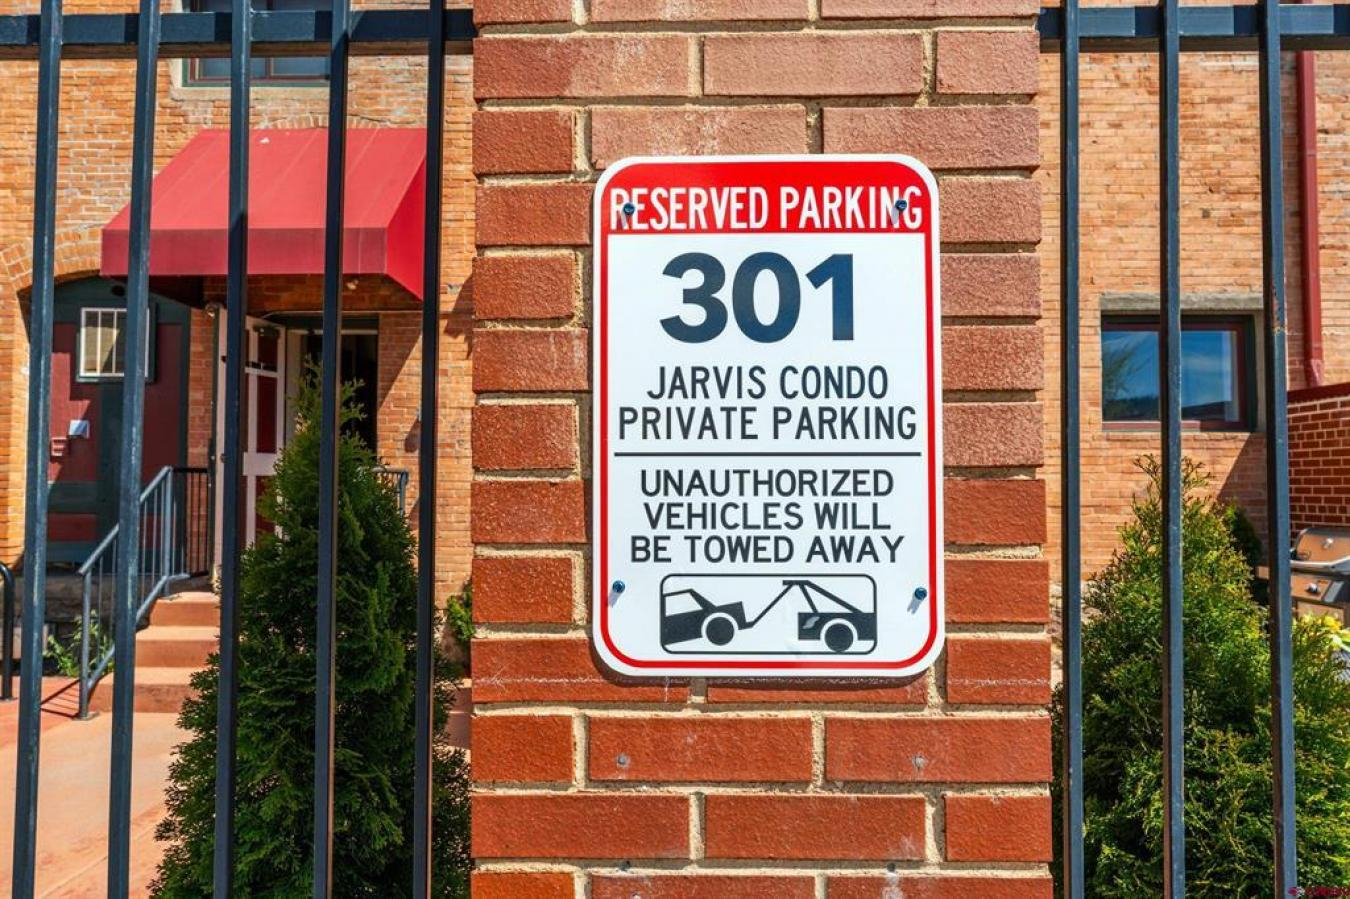 RESERVED PARKING
301
JARVIS CONDO
PRIVATE PARKING
UNAUTHORIZED
VEHICLES WILL
BE TOWED AWAY